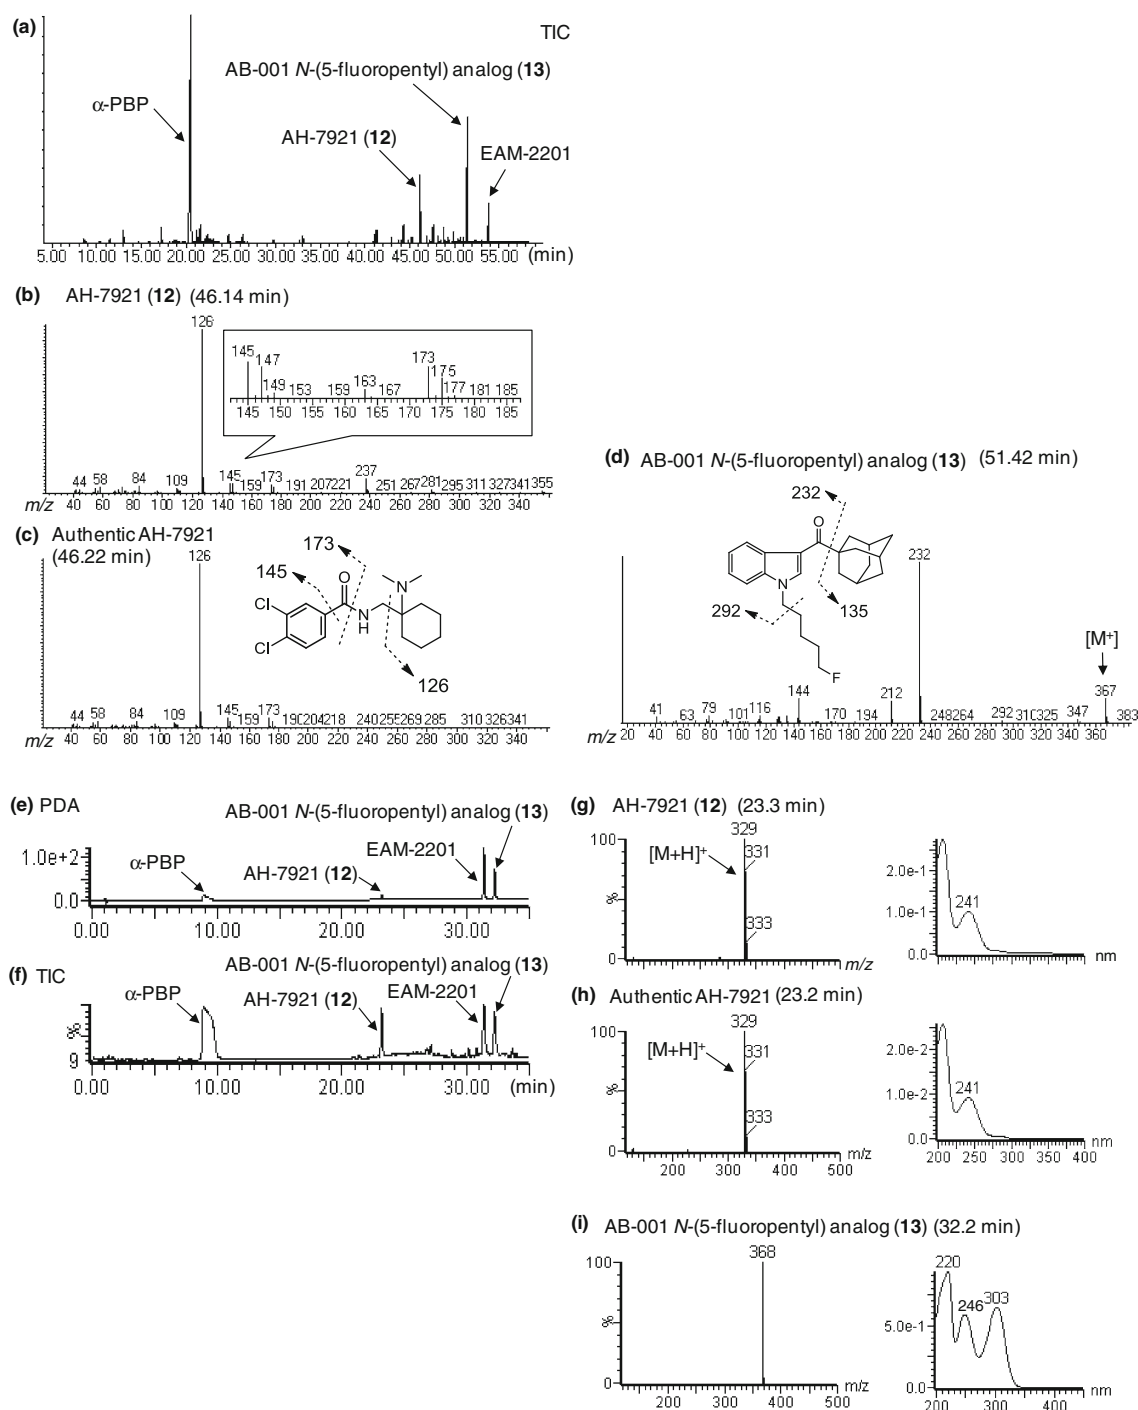 (a)
TIC
AB-001 N-(5-fluoropentyl) analog (13)
α-PBP
AH-7921 (12)
EAM-2201
5.00 10.00 15.00 20.00 25.00 30.00 35.00 40.00 45.00 50.00 55.00 (min)
(b) AH-7921 (12) (46.14 min)
126
145 147 149 153 159 163 167 173 175 177 181 185
145 150 155 160 165 170 175 180 185
44 58 84 109 145 159 173 191 207 221 237 251 267 281 295 311 327 341 355
m/z 40 60 80 100 120 140 160 180 200 220 240 260 280 300 320 340
(c) Authentic AH-7921
(46.22 min)
126
173
145
O
N
Cl
Cl
N
H
126
44 58 84 109 145 159 173 190 204 218 240 255 269 285 310 326 341
m/z 40 60 80 100 120 140 160 180 200 220 240 260 280 300 320 340
(d) AB-001 N-(5-fluoropentyl) analog (13) (51.42 min)
232
O
N
292
135
F
232
[M+]
367
41 63 79 101 116 144 170 194 212 248 264 292 310 325 347 383
m/z 20 40 60 80 100 120 140 160 180 200 220 240 260 280 300 320 340 360
(e) PDA
AB-001 N-(5-fluoropentyl) analog (13)
1.0e+2
α-PBP
AH-7921 (12)
EAM-2201
0.0
0.00 10.00 20.00 30.00
(f) TIC
AB-001 N-(5-fluoropentyl) analog (13)
α-PBP
AH-7921 (12)
EAM-2201
%
9
0.00 10.00 20.00 30.00 (min)
(g) AH-7921 (12) (23.3 min)
100
%
0
[M+H]+
329
331
333
m/z
2.0e-1
1.0e-1
0.0
241
nm
(h) Authentic AH-7921 (23.2 min)
100
%
0
[M+H]+
329
331
333
200 300 400 500 m/z
2.0e-2
1.0e-2
0.0
241
200 250 300 350 400 nm
(i) AB-001 N-(5-fluoropentyl) analog (13) (32.2 min)
100
%
0
368
200 300 400 500 m/z
220
246 303
5.0e-1
0.0
200 300 400 nm